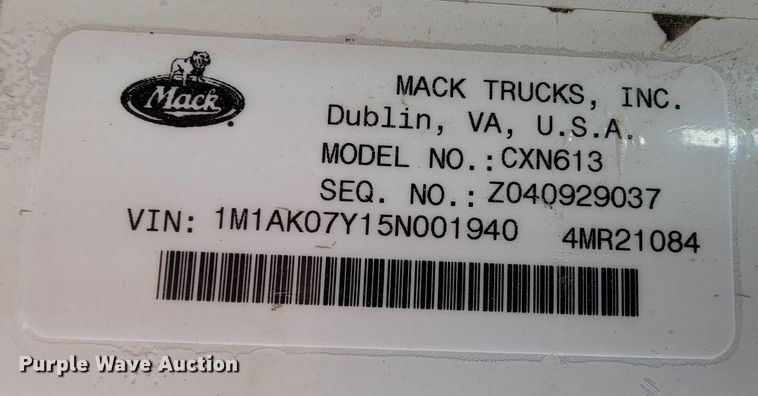 Mack
MACK TRUCKS, INC.
Dublin, VA, U.S.A.
MODEL NO.: CXN613
SEQ. NO.: Z040929037
VIN: 1M1AK07Y15N001940 4MR21084
Purple Wave Auction